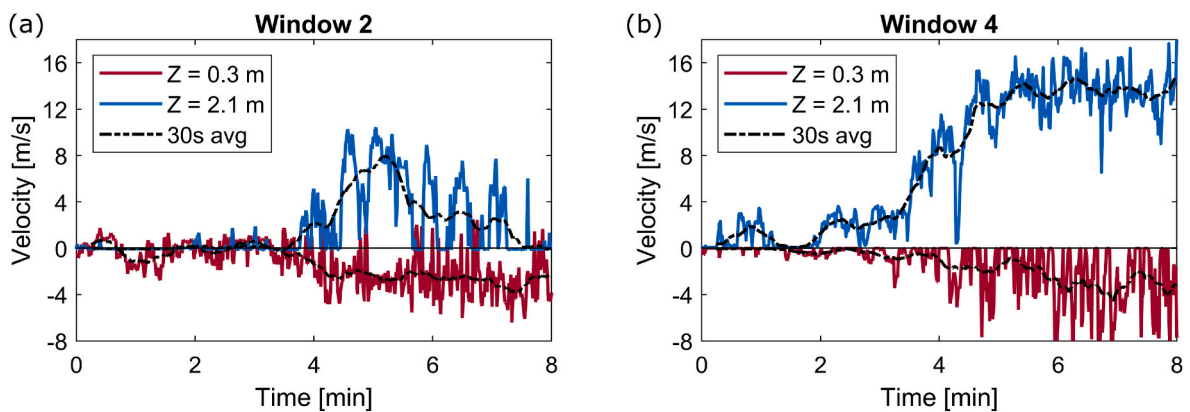 (a)
Window 2
Z = 0.3 m
Z = 2.1 m
30s avg
Velocity [m/s]
16
12
8
4
0
-4
-8
0
2
4
6
8
Time [min]
(b)
Window 4
Z = 0.3 m
Z = 2.1 m
30s avg
Velocity [m/s]
16
12
8
4
0
-4
-8
0
2
4
6
8
Time [min]